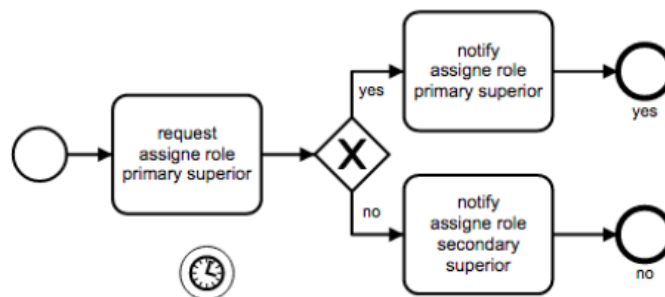 request
assigne role
primary superior
yes
notify
assigne role
primary superior
yes
no
notify
assigne role
secondary
superior
no